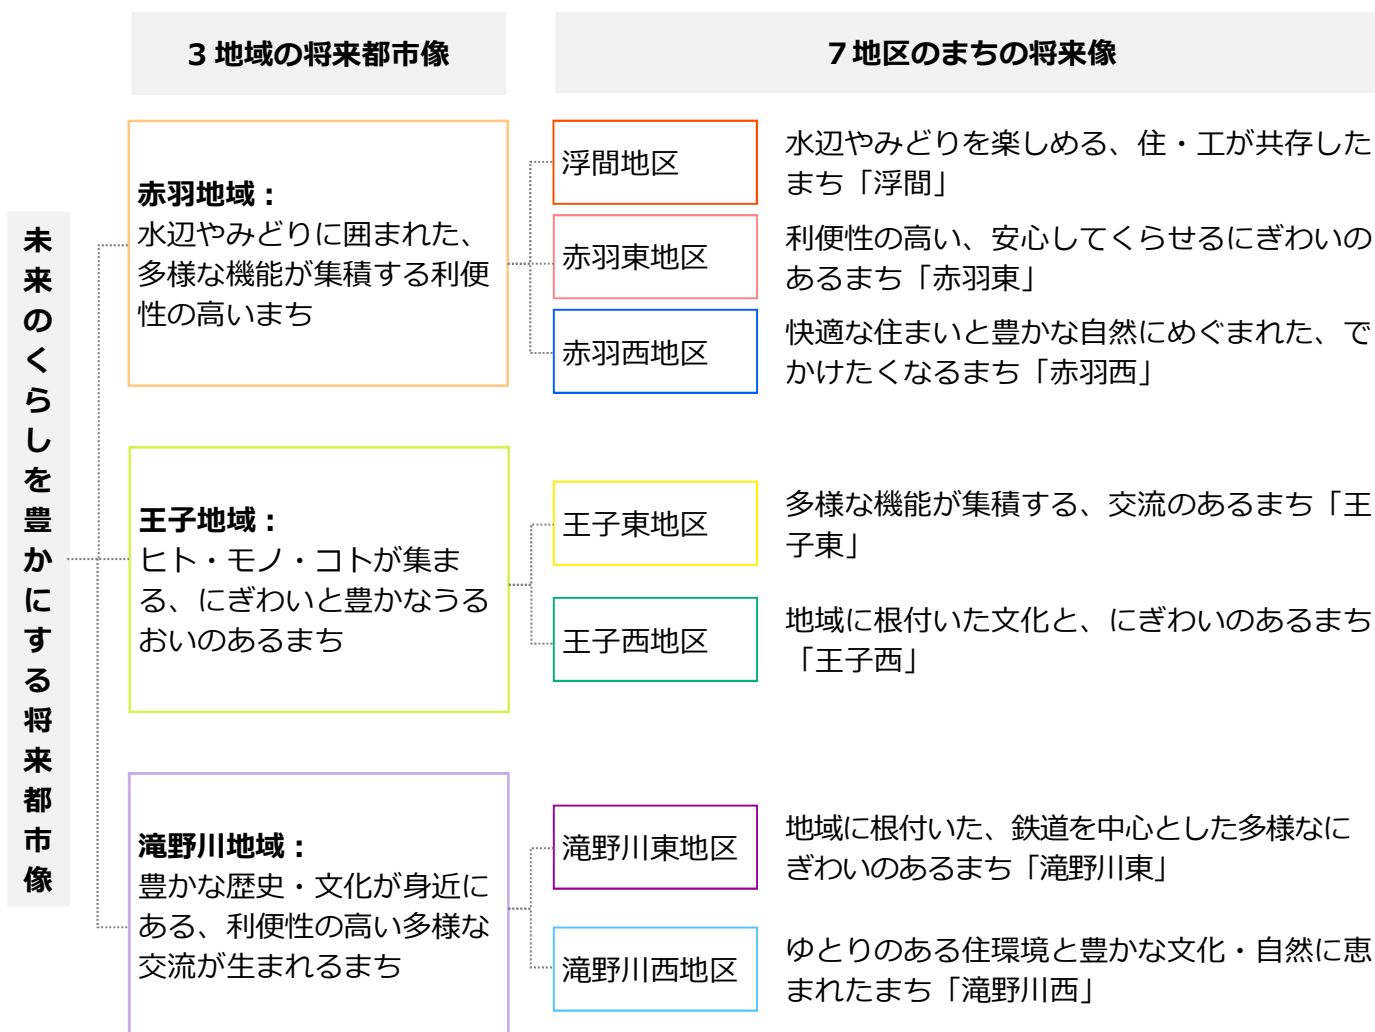 3地域の将来都市像
7地区のまちの将来像
未来のくらしを豊かにする将来都市像
赤羽地域：
水辺やみどりに囲まれた、
多様な機能が集積する利便
性の高いまち
浮間地区
水辺やみどりを楽しめる、住・工が共存した
まち「浮間」
赤羽東地区
利便性の高い、安心してくらせるにぎわいの
あるまち「赤羽東」
赤羽西地区
快適な住まいと豊かな自然にめぐまれた、で
かけたくなるまち「赤羽西」
王子地域：
ヒト・モノ・コトが集ま
る、にぎわいと豊かなうる
おいのあるまち
王子東地区
多様な機能が集積する、交流のあるまち「王
子東」
王子西地区
地域に根付いた文化と、にぎわいのあるまち
「王子西」
滝野川地域：
豊かな歴史・文化が身近に
ある、利便性の高い多様な
交流が生まれるまち
滝野川東地区
地域に根付いた、鉄道を中心とした多様なに
ぎわいのあるまち「滝野川東」
滝野川西地区
ゆとりのある住環境と豊かな文化・自然に恵
まれたまち「滝野川西」